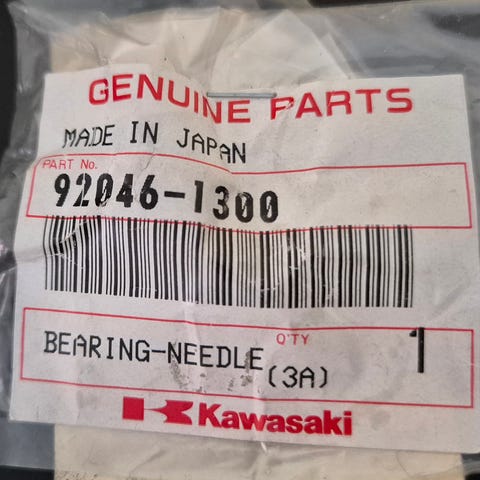 GENUINE PARTS
MADE IN JAPAN
PART No.
92046-1300
BEARING-NEEDLE Q'TY 1
(3A)
Kawasaki